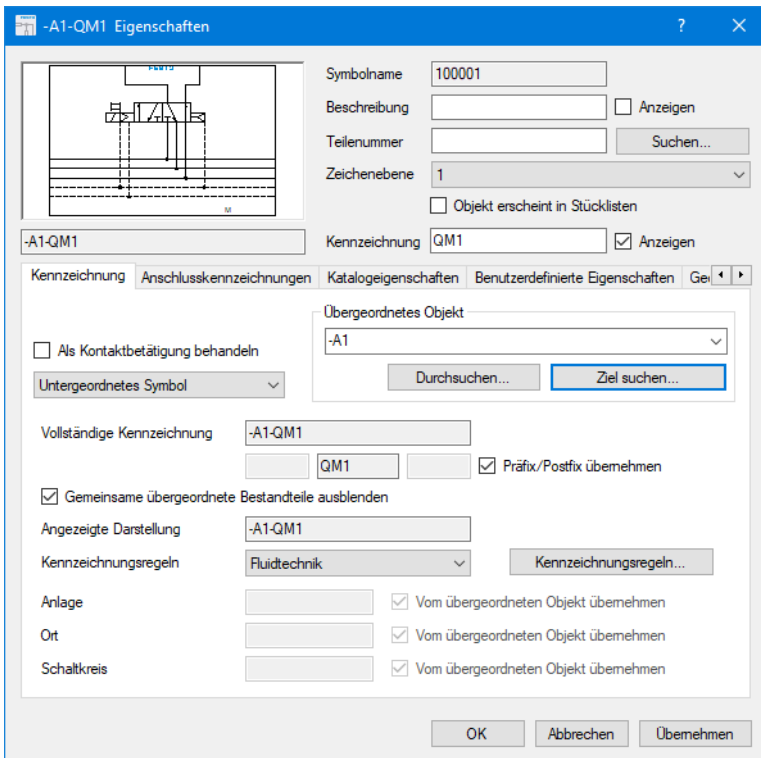 -A1-QM1 Eigenschaften ?
FESTO
M
Symbolname 100001
Beschreibung Anzeigen
Teilenummer Suchen...
Zeichenebene 1
Objekt erscheint in Stücklisten
-A1-QM1 Kennzeichnung QM1 Anzeigen
Kennzeichnung Anschlusskennzeichnungen Katalogeigenschaften Benutzerdefinierte Eigenschaften
Übergeordnetes Objekt
-A1
Als Kontaktbetätigung behandeln
Untergeordnetes Symbol Durchsuchen... Ziel suchen...
Vollständige Kennzeichnung -A1-QM1
QM1 Präfix/Postfix übernehmen
Gemeinsame übergeordnete Bestandteile ausblenden
Angezeigte Darstellung -A1-QM1
Kennzeichnungsregeln Fluidtechnik Kennzeichnungsregeln...
Anlage Vom übergeordneten Objekt übernehmen
Ort Vom übergeordneten Objekt übernehmen
Schaltkreis Vom übergeordneten Objekt übernehmen
OK Abbrechen Übernehmen